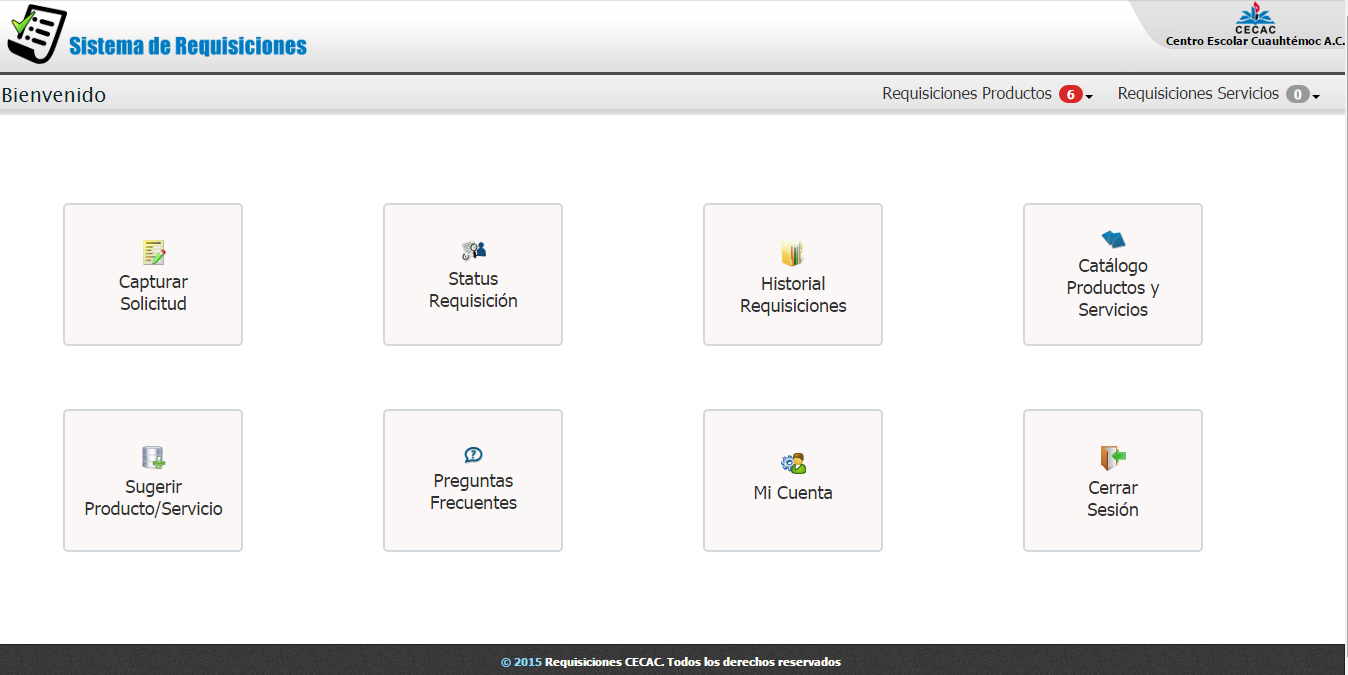 Sistema de Requisiciones
CECAC
Centro Escolar Cuauhtémoc A.C.
Bienvenido
Requisiciones Productos 6
Requisiciones Servicios 0
Capturar
Solicitud
Status
Requisición
Historial
Requisiciones
Catálogo
Productos y
Servicios
Sugerir
Producto/Servicio
Preguntas
Frecuentes
Mi Cuenta
Cerrar
Sesión
© 2015 Requisiciones CECAC. Todos los derechos reservados